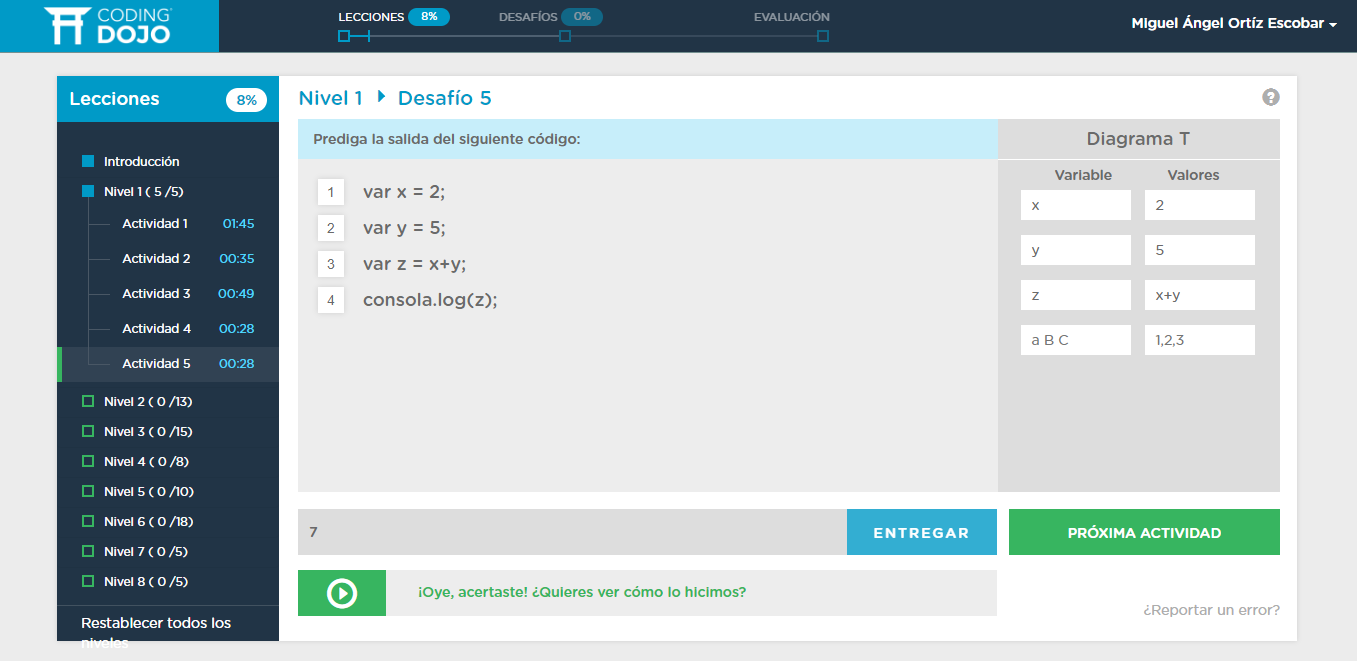 CODING DOJO
LECCIONES 8%
DESAFÍOS 0%
EVALUACIÓN
MIguel Ángel Ortíz Escobar
Lecciones 8%
Introducción
Nivel 1 ( 5 /5)
Actividad 1 01:45
Actividad 2 00:35
Actividad 3 00:49
Actividad 4 00:28
Actividad 5 00:28
Nivel 2 ( 0 /13)
Nivel 3 ( 0 /15)
Nivel 4 ( 0 /8)
Nivel 5 ( 0 /10)
Nivel 6 ( 0 /18)
Nivel 7 ( 0 /5)
Nivel 8 ( 0 /5)
Restablecer todos los
niveles
Nivel 1 Desafío 5
?
Prediga la salida del siguiente código:
1 var x = 2;
2 var y = 5;
3 var z = x+y;
4 consola.log(z);
Diagrama T
Variable Valores
x 2
y 5
z x+y
a B C 1,2,3
7
ENTREGAR
PRÓXIMA ACTIVIDAD
¡Oye, acertaste! ¿Quieres ver cómo lo hicimos?
¿Reportar un error?